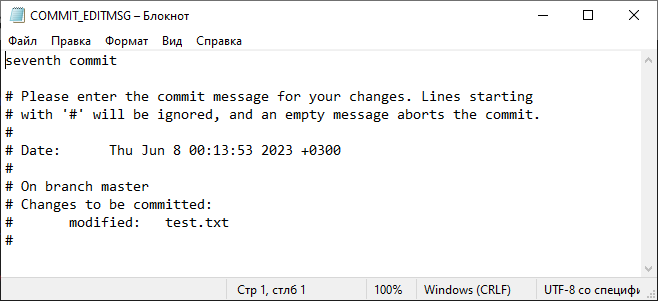 COMMIT_EDITMSG – Блокнот
Файл Правка Формат Вид Справка
seventh commit
# Please enter the commit message for your changes. Lines starting
# with '#' will be ignored, and an empty message aborts the commit.
#
# Date:      Thu Jun 8 00:13:53 2023 +0300
#
# On branch master
# Changes to be committed:
#       modified:   test.txt
#
Стр 1, стлб 1 100% Windows (CRLF) UTF-8 со специфи